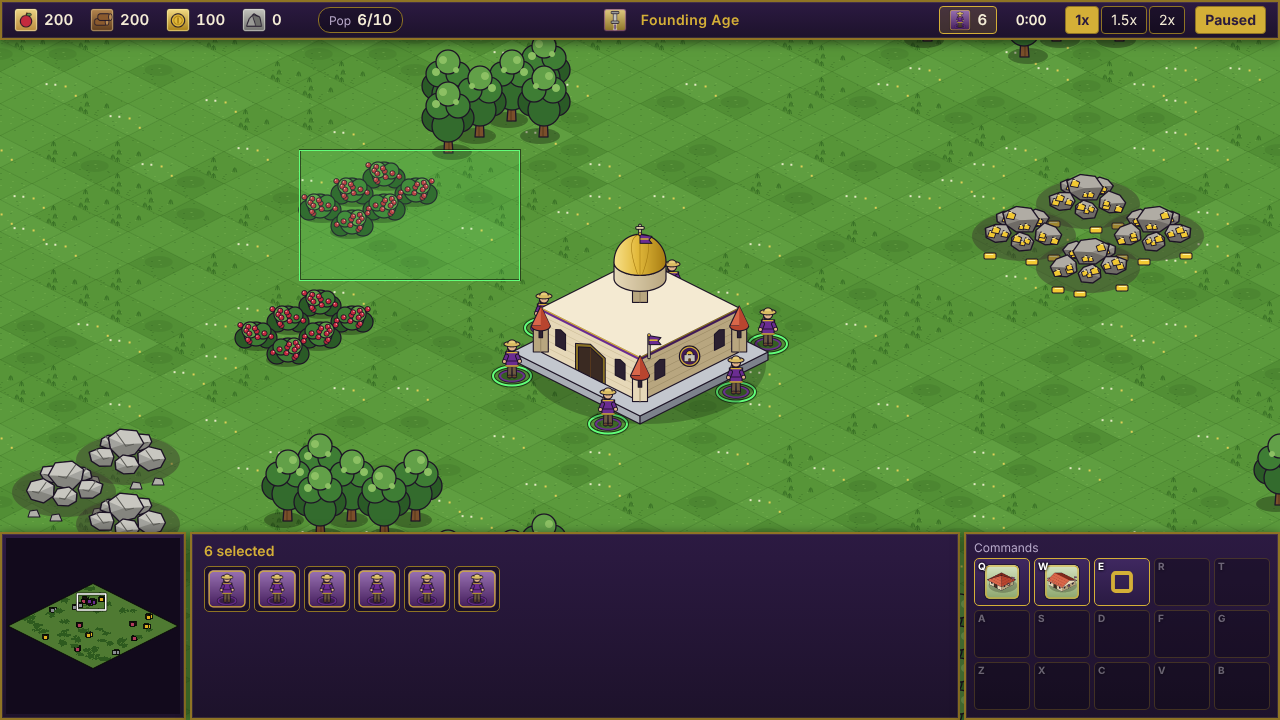 200 200 100 0 Pop 6/10 Founding Age 6 0:00 1x 1.5x 2x Paused
6 selected
Commands
Q W E R T
A S D F G
Z X C V B